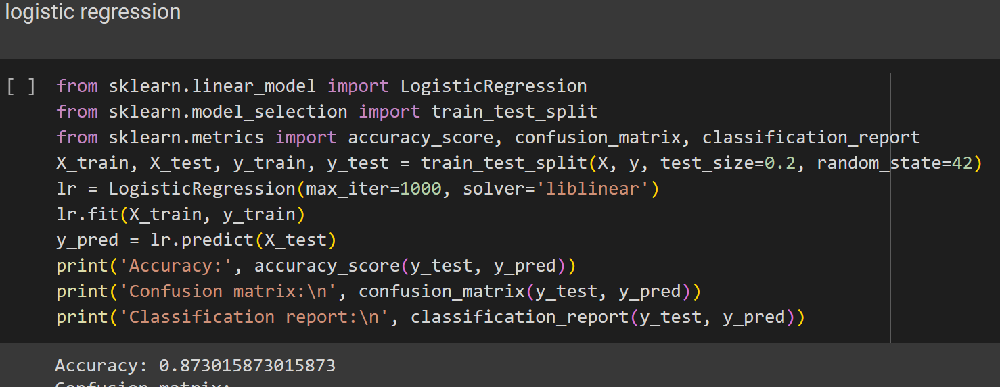 logistic regression
[ ] from sklearn.linear_model import LogisticRegression
from sklearn.model_selection import train_test_split
from sklearn.metrics import accuracy_score, confusion_matrix, classification_report
X_train, X_test, y_train, y_test = train_test_split(X, y, test_size=0.2, random_state=42)
lr = LogisticRegression(max_iter=1000, solver='liblinear')
lr.fit(X_train, y_train)
y_pred = lr.predict(X_test)
print('Accuracy:', accuracy_score(y_test, y_pred))
print('Confusion matrix:\n', confusion_matrix(y_test, y_pred))
print('Classification report:\n', classification_report(y_test, y_pred))
Accuracy: 0.873015873015873
Confusion matrix: